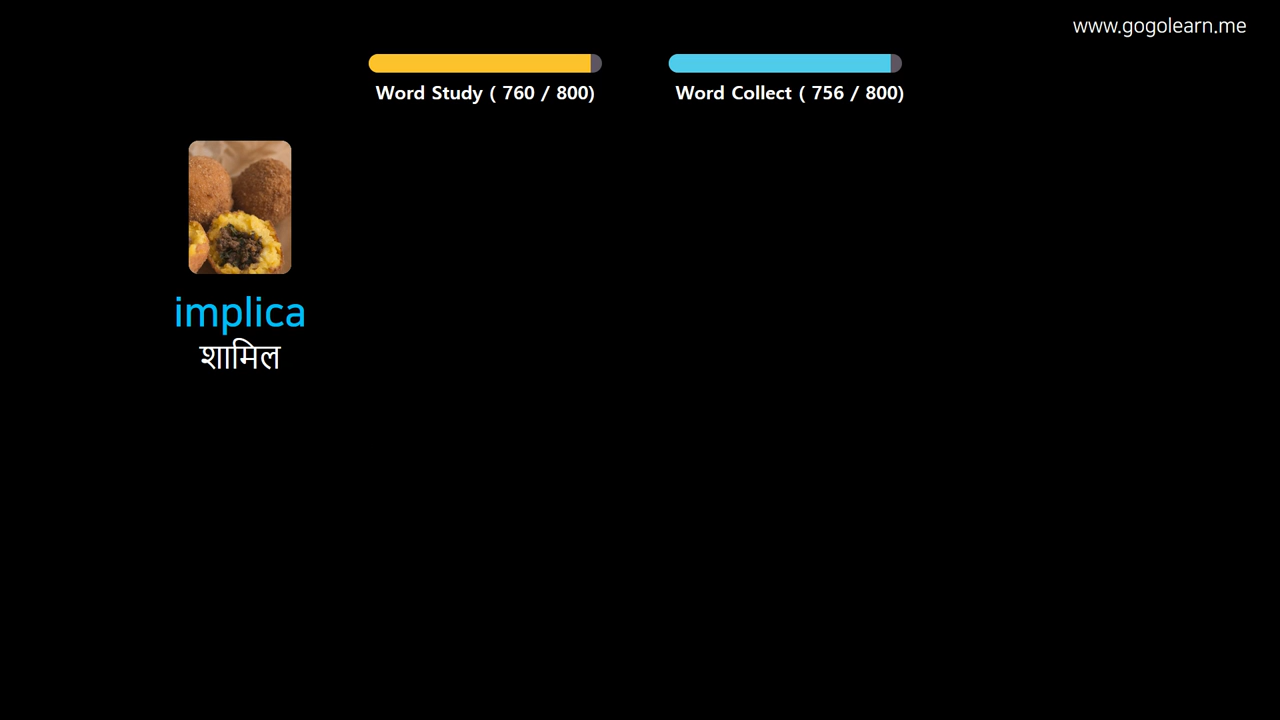 www.gogolearn.me
Word Study ( 760 / 800)
Word Collect ( 756 / 800)
implica
शामिल